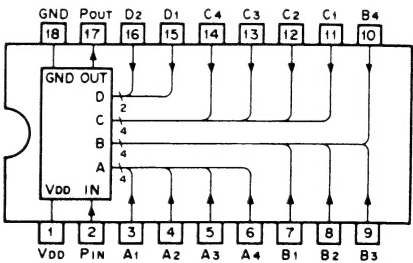 GND POUT D2 D1 C4 C3 C2 C1 B4
18 17 16 15 14 13 12 11 10
GND OUT
D
2
C
4
B
4
A
4
VDD IN
1 2 3 4 5 6 7 8 9
VDD PIN A1 A2 A3 A4 B1 B2 B3